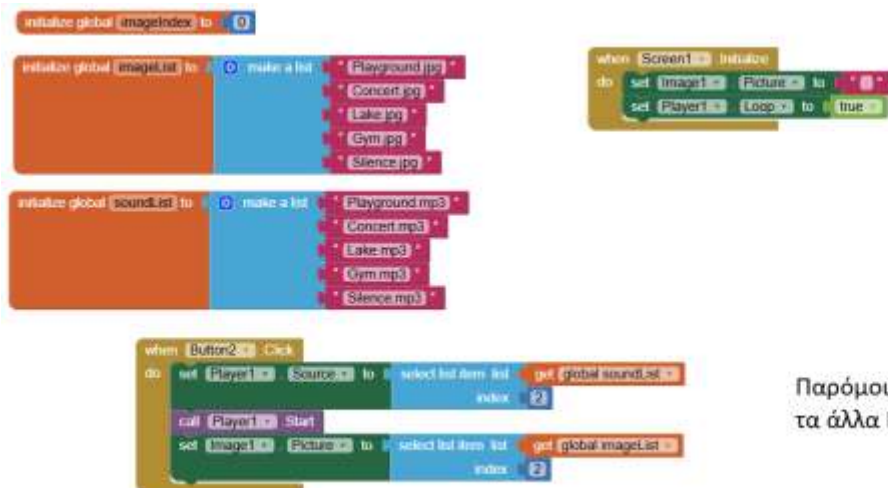 initialize global imageIndex to 0
initialize global imageList to make a list " Playground.jpg "
" Concert.jpg "
" Lake.jpg "
" Gym.jpg "
" Silence.jpg "
when Screen1 Initialize
do set Image1 Picture to " "
set Player1 Loop to true
initialize global soundList to make a list " Playground.mp3 "
" Concert.mp3 "
" Lake.mp3 "
" Gym.mp3 "
" Silence.mp3 "
when Button2 Click
do set Player1 Source to select list item list get global soundList
index 2
call Player1 Start
set Image1 Picture to select list item list get global imageList
index 2
τα άλλα